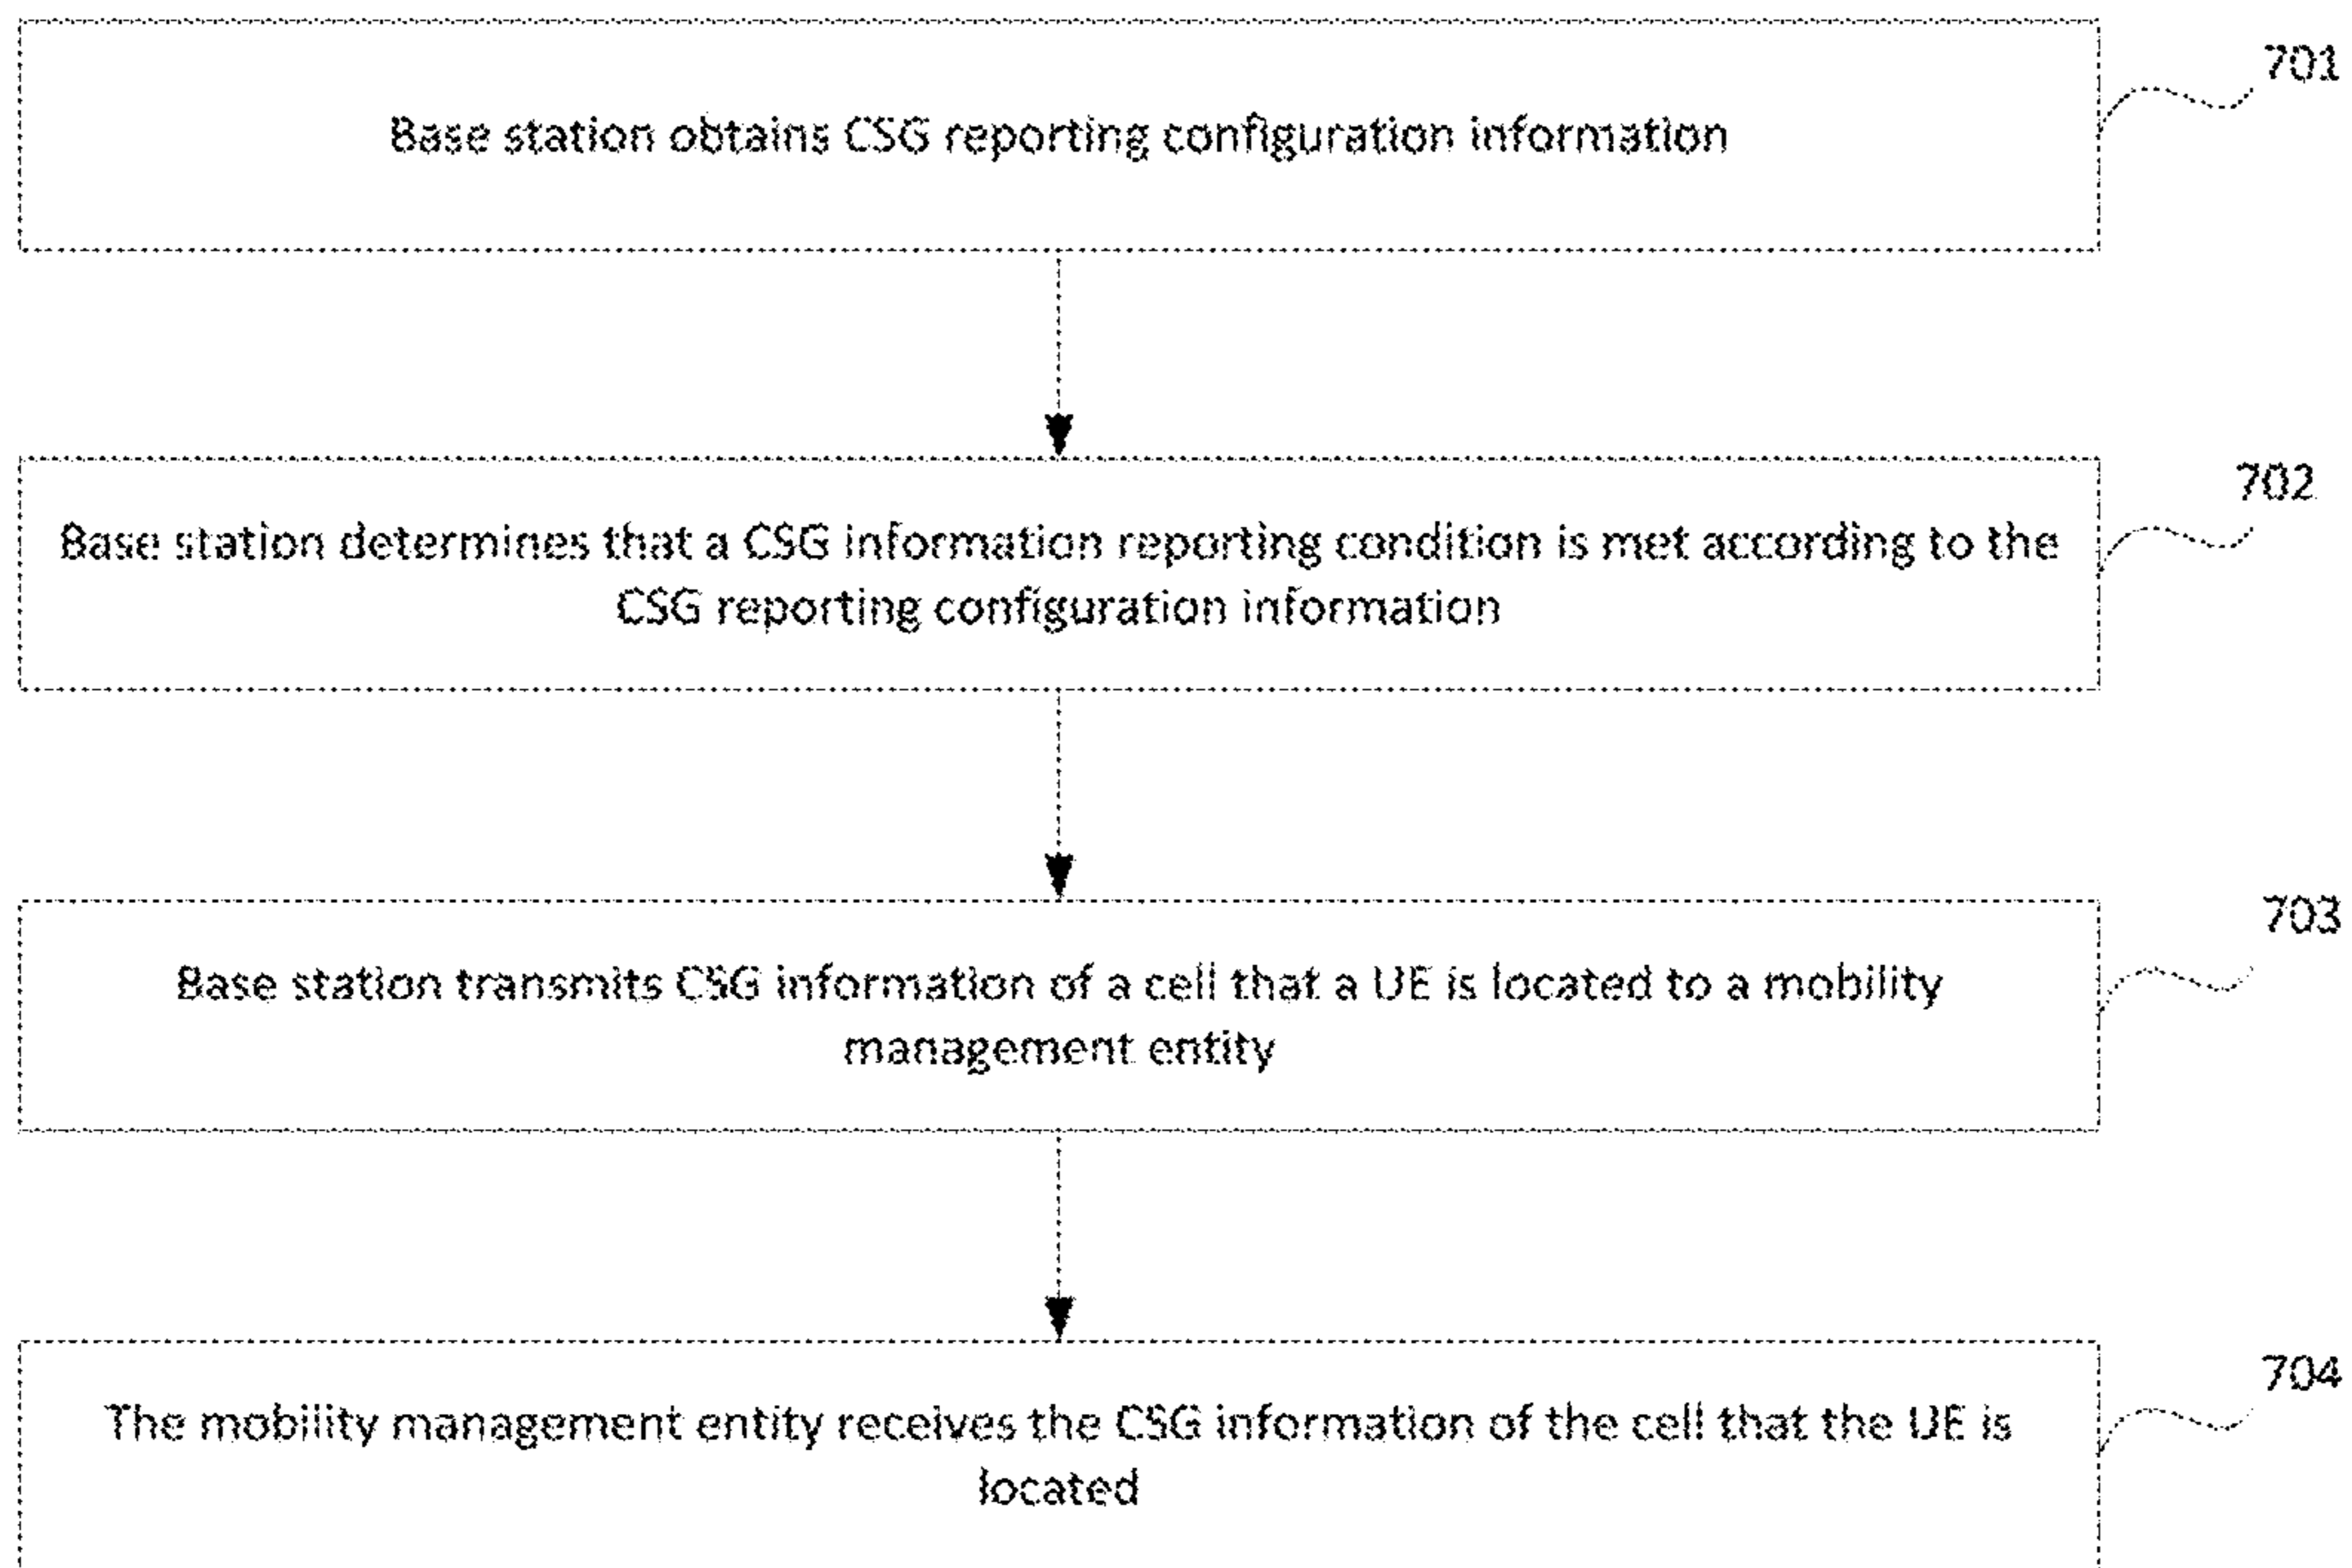 701
Base station obtains CSG reporting configuration information
702
Base station determines that a CSG information reporting condition is met according to the
CSG reporting configuration information
703
Base station transmits CSG information of a cell that a UE is located to a mobility
management entity
704
The mobility management entity receives the CSG information of the cell that the UE is
located